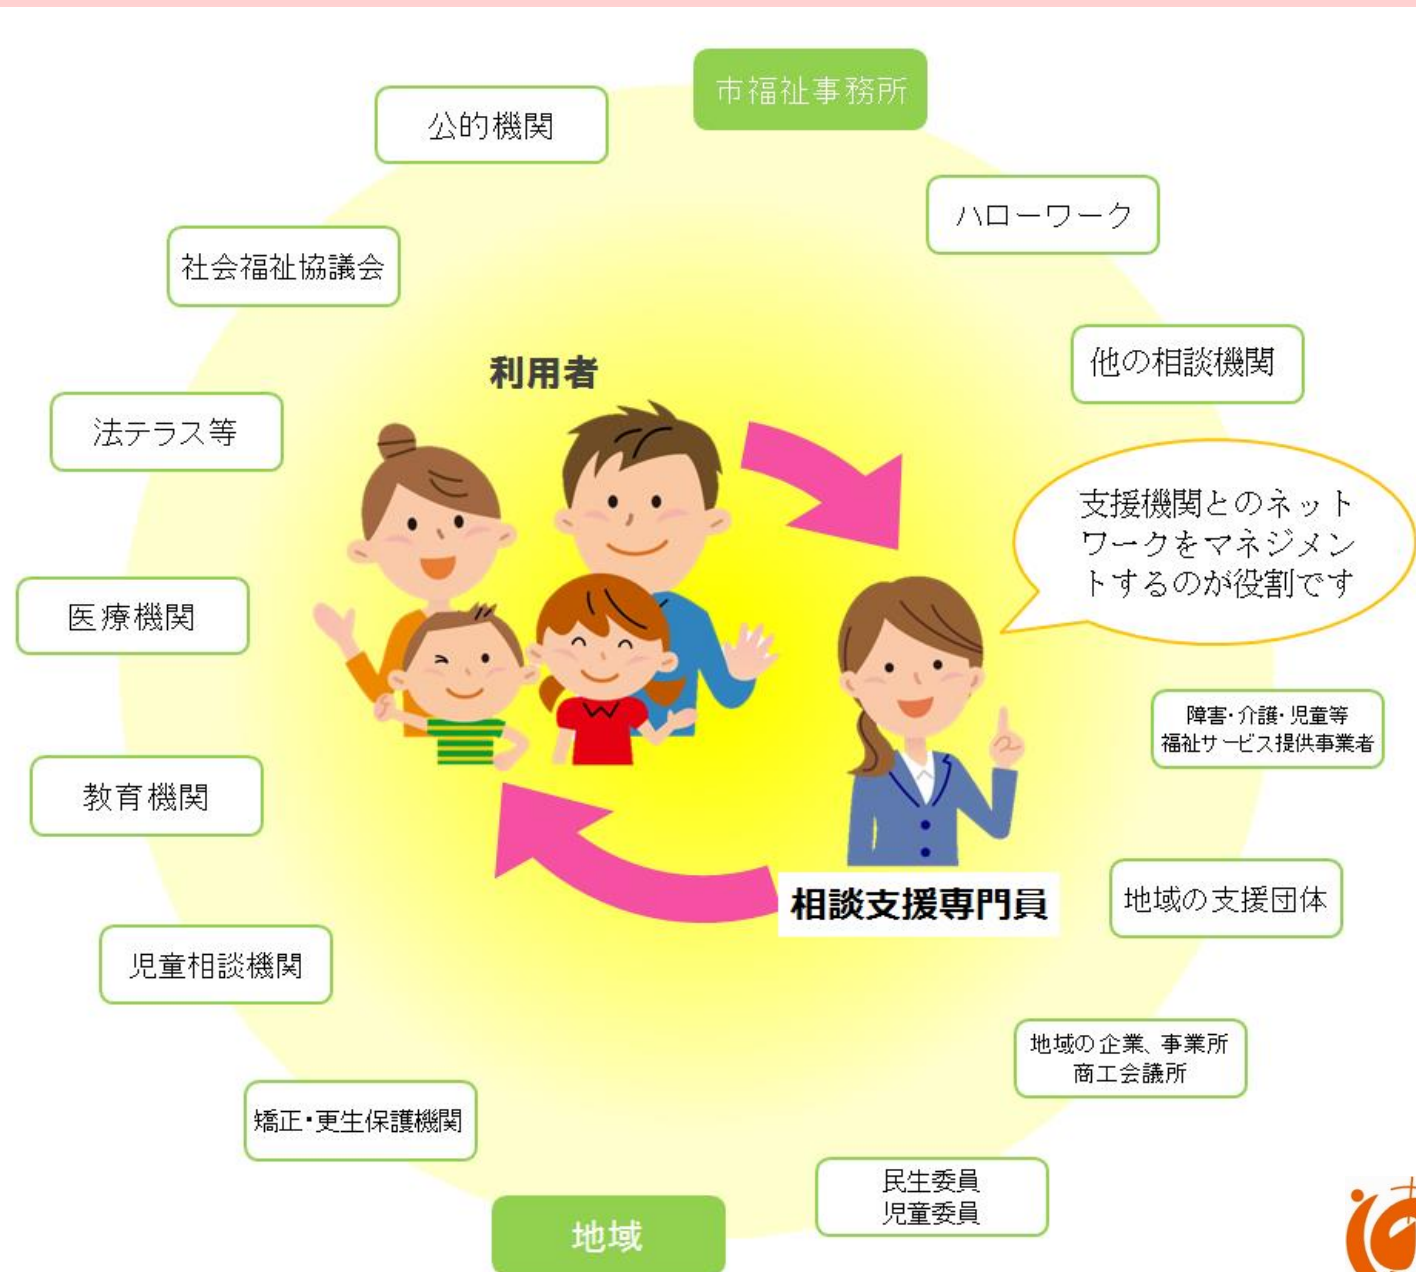 市福祉事務所
公的機関
ハローワーク
社会福祉協議会
他の相談機関
利用者
法テラス等
支援機関とのネット
ワークをマネジメン
トするのが役割です
医療機関
障害・介護・児童等
福祉サービス提供事業者
教育機関
相談支援専門員
地域の支援団体
児童相談機関
地域の企業、事業所
商工会議所
矯正・更生保護機関
民生委員
児童委員
地域